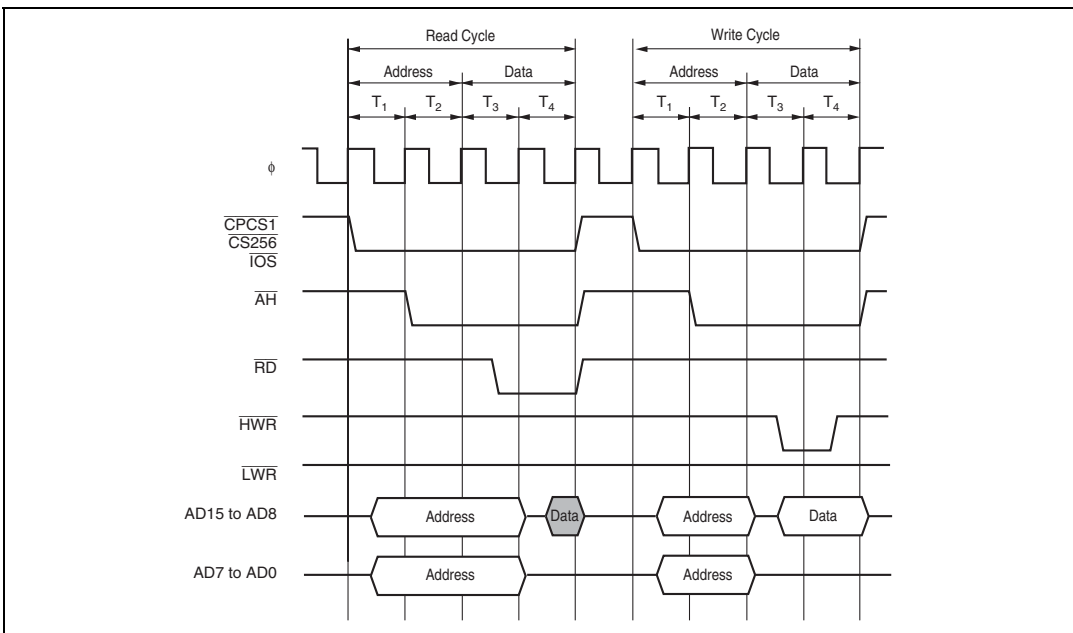 Read Cycle Write Cycle
Address Data Address Data
T1 T2 T3 T4 T1 T2 T3 T4
ϕ
CPCS1
CS256
IOS
AH
RD
HWR
LWR
AD15 to AD8 Address Data Address Data
AD7 to AD0 Address Address